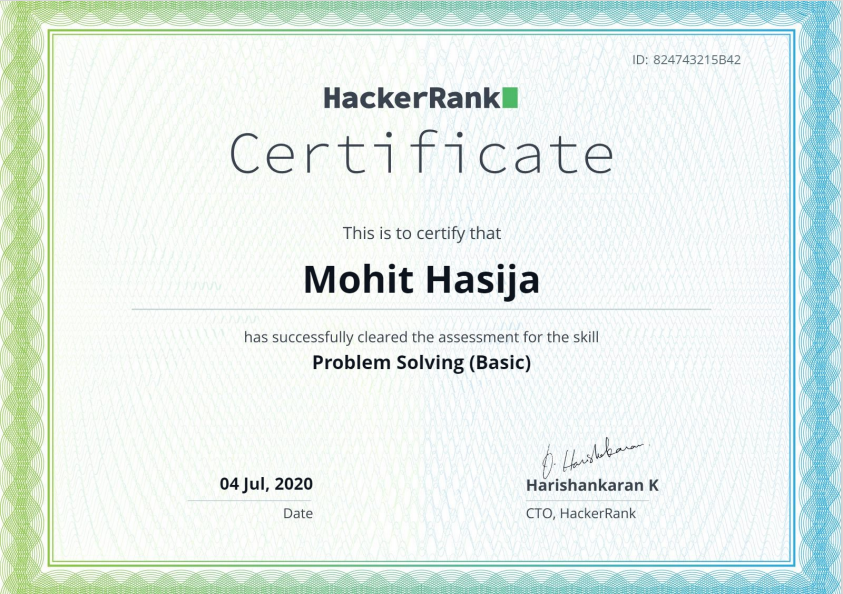 ID: 824743215B42
HackerRank
Certificate
This is to certify that
Mohit Hasija
has successfully cleared the assessment for the skill
Problem Solving (Basic)
04 Jul, 2020
Date
D. Harishankaran.
Harishankaran K
CTO, HackerRank